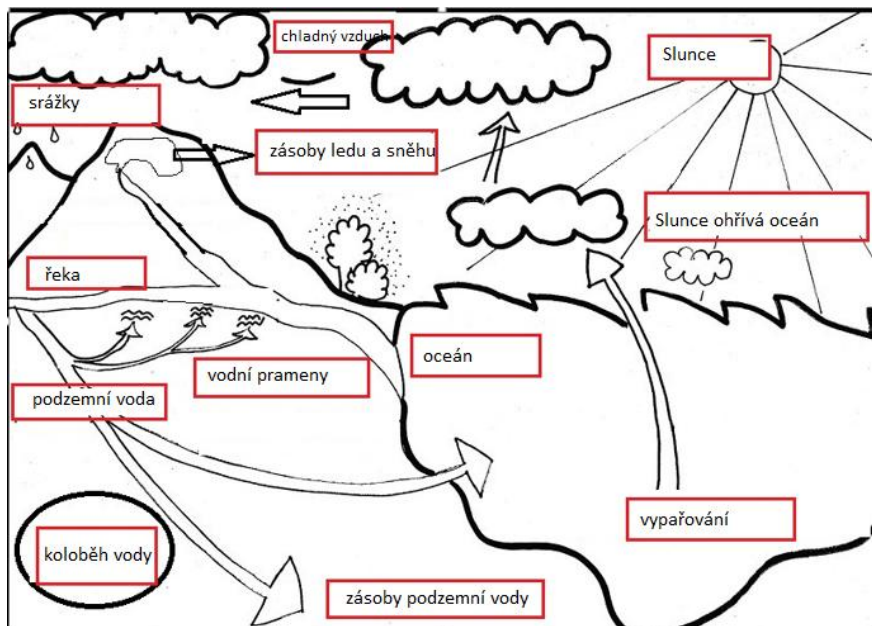 chladný vzduch
Slunce
srážky
zásoby ledu a sněhu
Slunce ohřívá oceán
řeka
oceán
vodní prameny
podzemní voda
vypařování
koloběh vody
zásoby podzemní vody